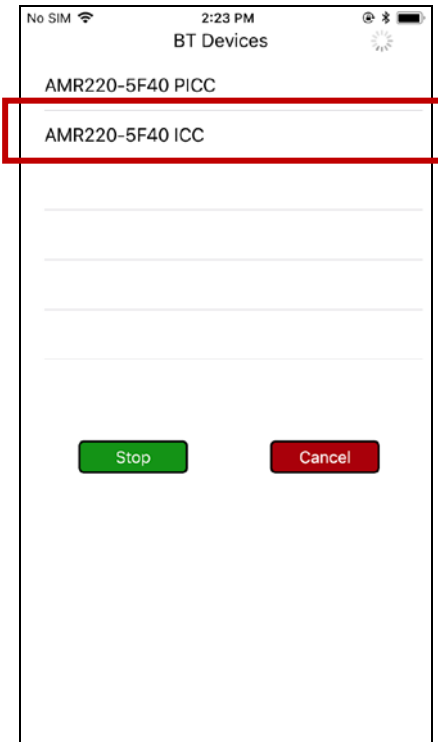 No SIM 2:23 PM
BT Devices
AMR220-5F40 PICC
AMR220-5F40 ICC
Stop Cancel